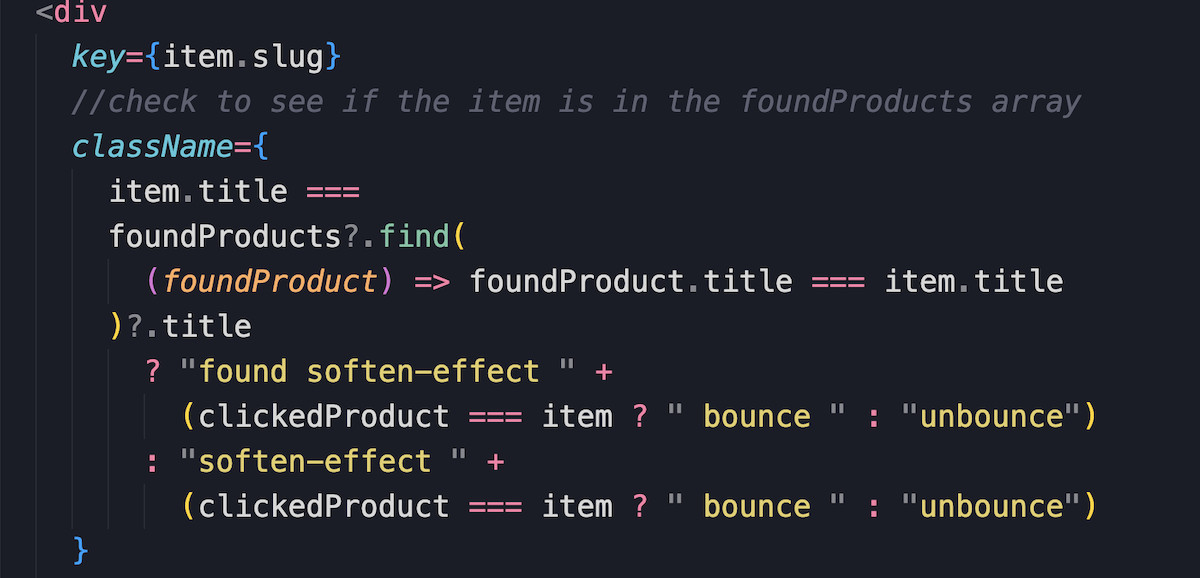 <div
key={item.slug}
//check to see if the item is in the foundProducts array
className={
item.title ===
foundProducts?.find(
(foundProduct) => foundProduct.title === item.title
)?.title
? "found soften-effect " +
(clickedProduct === item ? " bounce " : "unbounce")
: "soften-effect " +
(clickedProduct === item ? " bounce " : "unbounce")
}